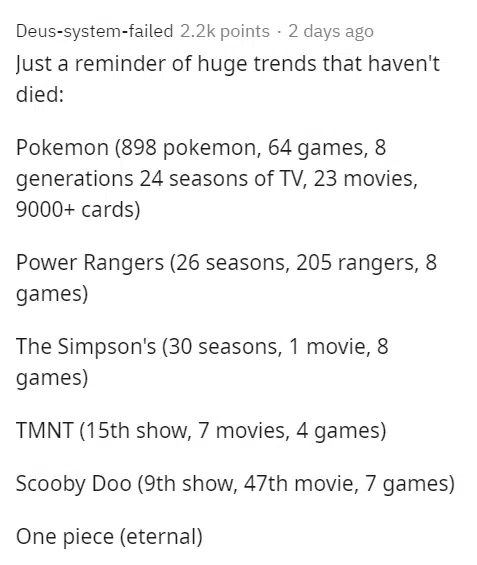 Deus-system-failed 2.2k points · 2 days ago
Just a reminder of huge trends that haven't
died:
Pokemon (898 pokemon, 64 games, 8
generations 24 seasons of TV, 23 movies,
9000+ cards)
Power Rangers (26 seasons, 205 rangers, 8
games)
The Simpson's (30 seasons, 1 movie, 8
games)
TMNT (15th show, 7 movies, 4 games)
Scooby Doo (9th show, 47th movie, 7 games)
One piece (eternal)